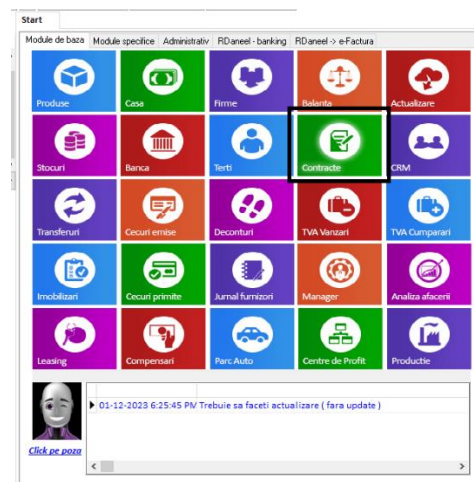 Start
Module de baza Module specifice Administrativ RDaneel - banking RDaneel -> e-Factura
Produse Casa Firme Balanta Actualizare
Stocuri Banca Terti Contracte CRM
Transferuri Cecuri emise Deconturi TVA Vanzari TVA Cumparari
Imobilizari Cecuri primite Jurnal furnizori Manager Analiza afacerii
Leasing Compensari Parc Auto Centre de Profit Productie
01-12-2023 6:25:45 PM Trebuie sa faceti actualizare ( fara update )
Click pe poza